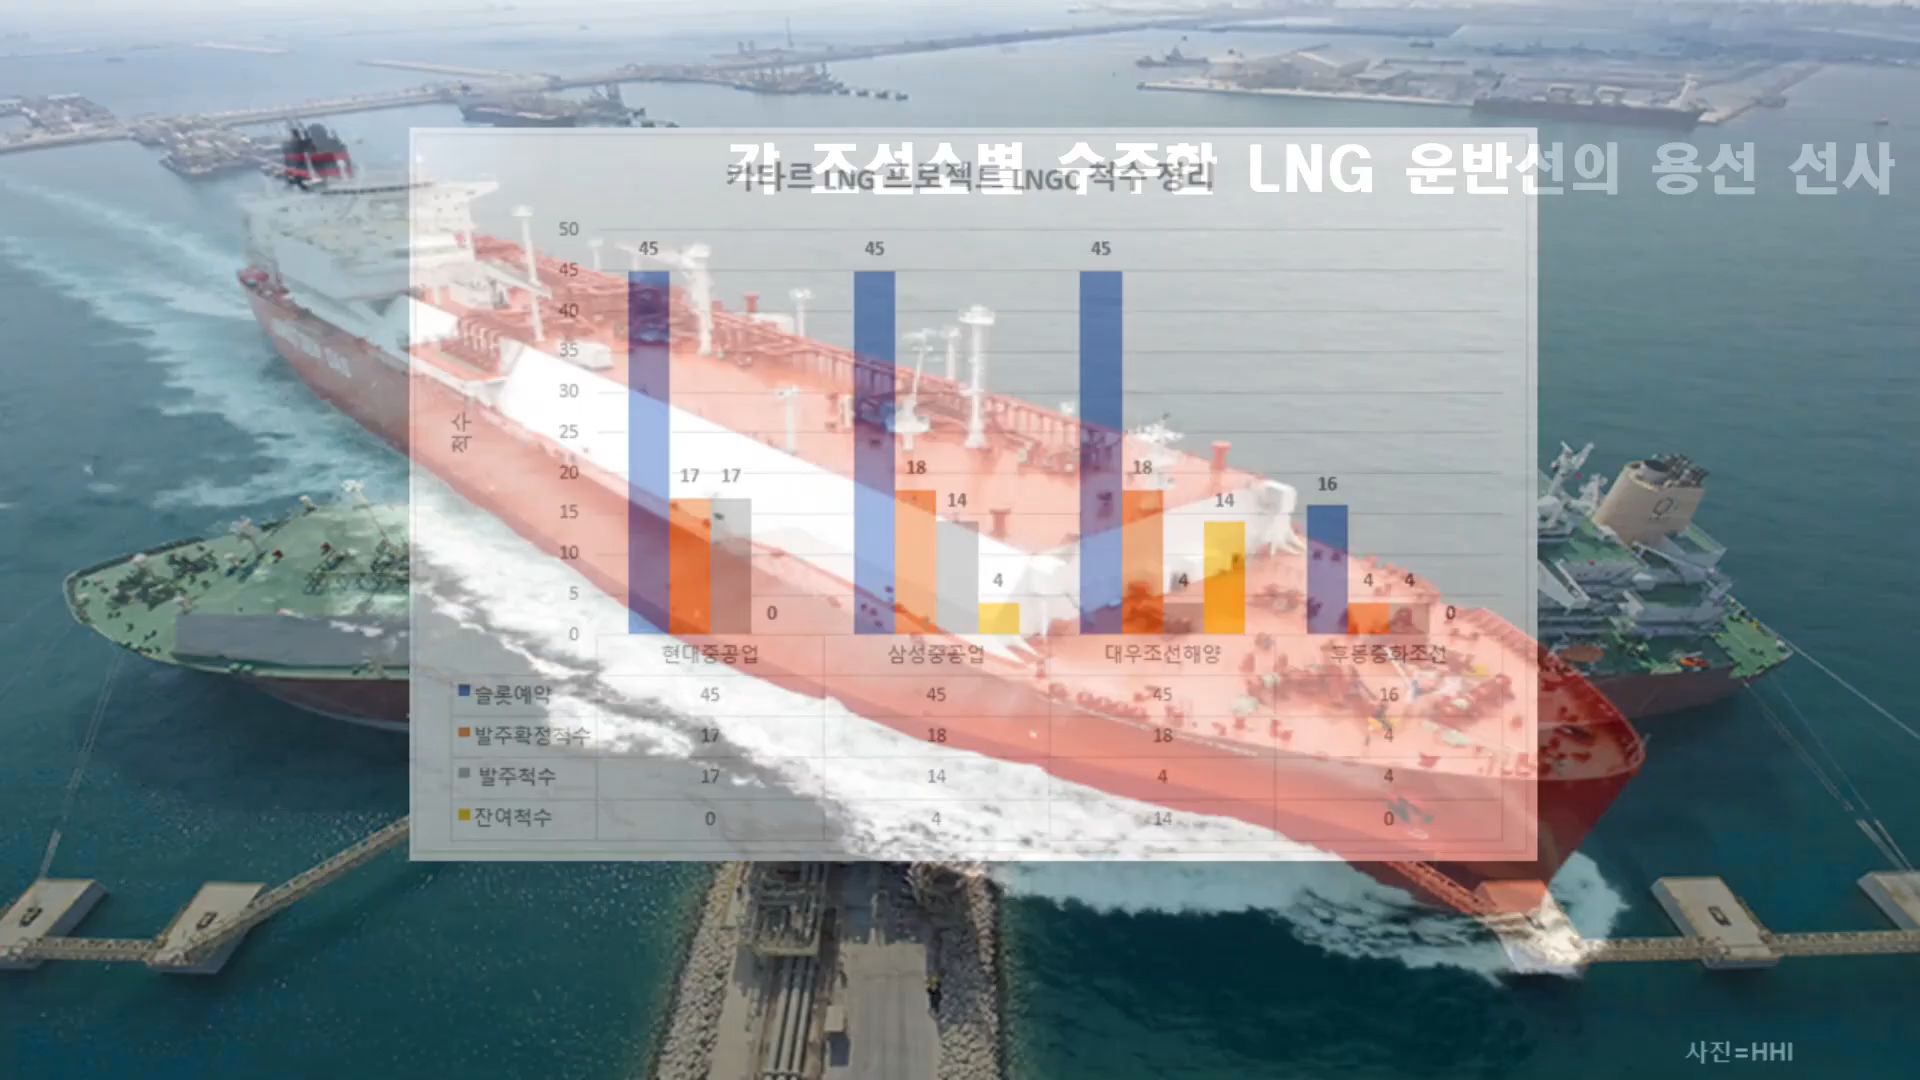 각 조선소별 수주황 LNG 운반선의 용선 선사
카타르 LNG 프로젝트 LNGC 척수 정리
50
45
40
35
30
25
20
15
10
5
0
척수
45 17 17 0
45 18 14 4
45 18 4 14
16 4 4 0
현대중공업 삼성중공업 대우조선해양 후동중화조선
슬롯예약 45 45 45 16
발주확정척수 17 18 18 4
발주척수 17 14 4 4
잔여척수 0 4 14 0
사진=HHI